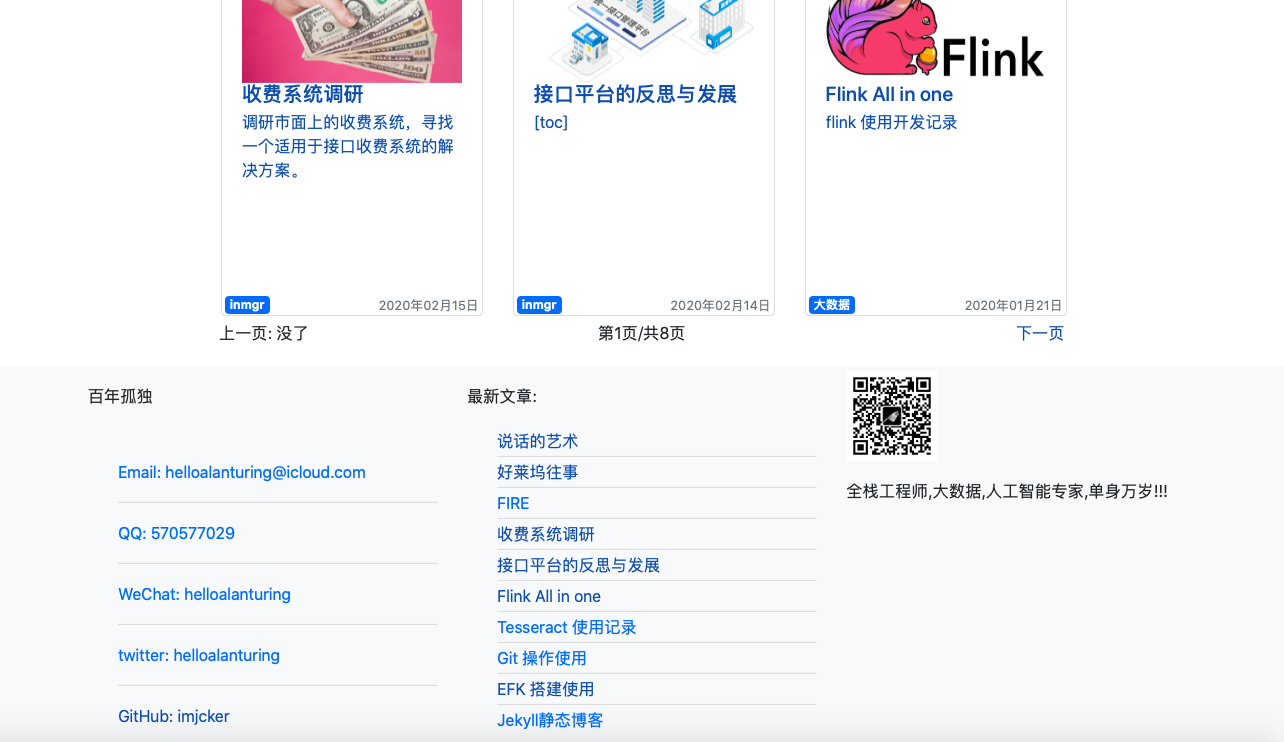 统一接口管理平台
Flink
收费系统调研
调研市面上的收费系统，寻找
一个适用于接口收费系统的解
决方案。
inmgr
2020年02月15日
接口平台的反思与发展
[toc]
inmgr
2020年02月14日
Flink All in one
flink 使用开发记录
大数据
2020年01月21日
上一页: 没了
第1页/共8页
下一页
百年孤独
Email: helloalanturing@icloud.com
QQ: 570577029
WeChat: helloalanturing
twitter: helloalanturing
GitHub: imjcker
最新文章:
说话的艺术
好莱坞往事
FIRE
收费系统调研
接口平台的反思与发展
Flink All in one
Tesseract 使用记录
Git 操作使用
EFK 搭建使用
Jekyll静态博客
全栈工程师,大数据,人工智能专家,单身万岁!!!